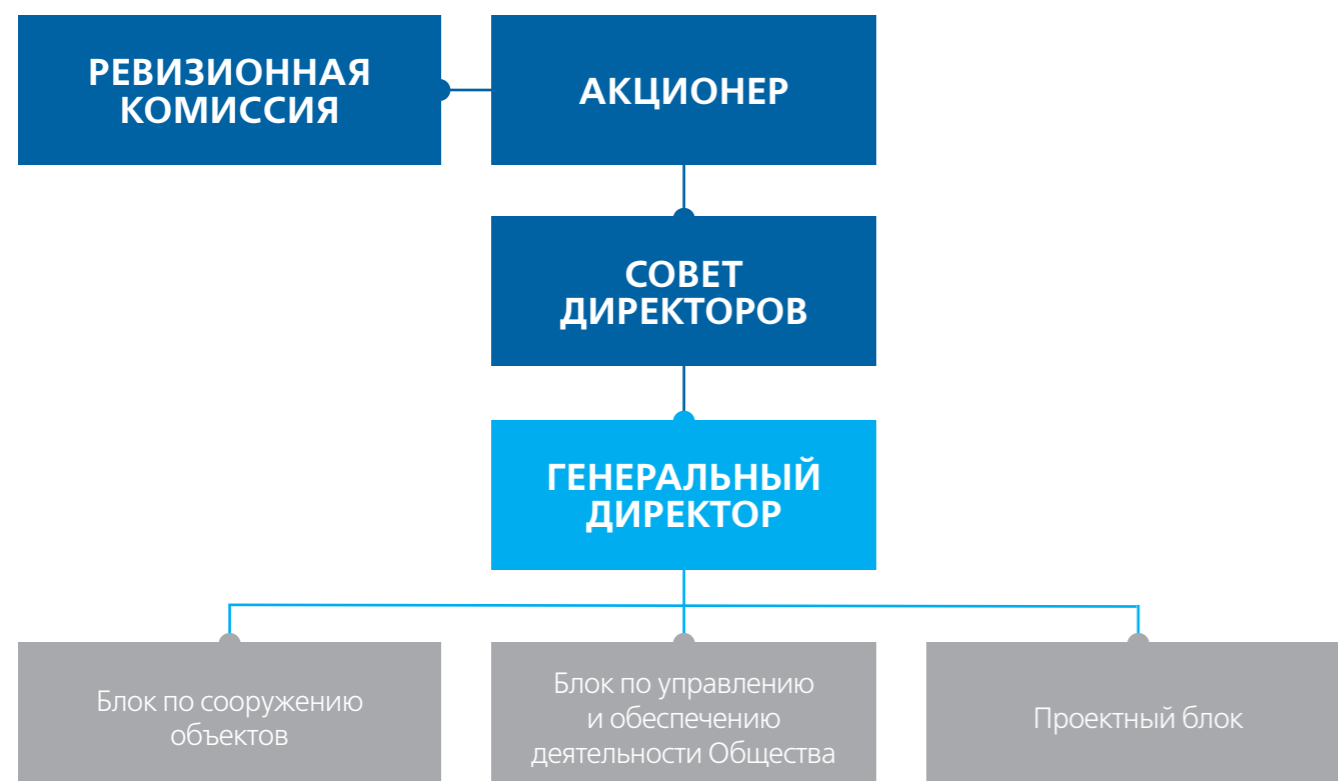 РЕВИЗИОННАЯ
КОМИССИЯ
АКЦИОНЕР
СОВЕТ
ДИРЕКТОРОВ
ГЕНЕРАЛЬНЫЙ
ДИРЕКТОР
Блок по сооружению
объектов
Блок по управлению
и обеспечению
деятельности Общества
Проектный блок